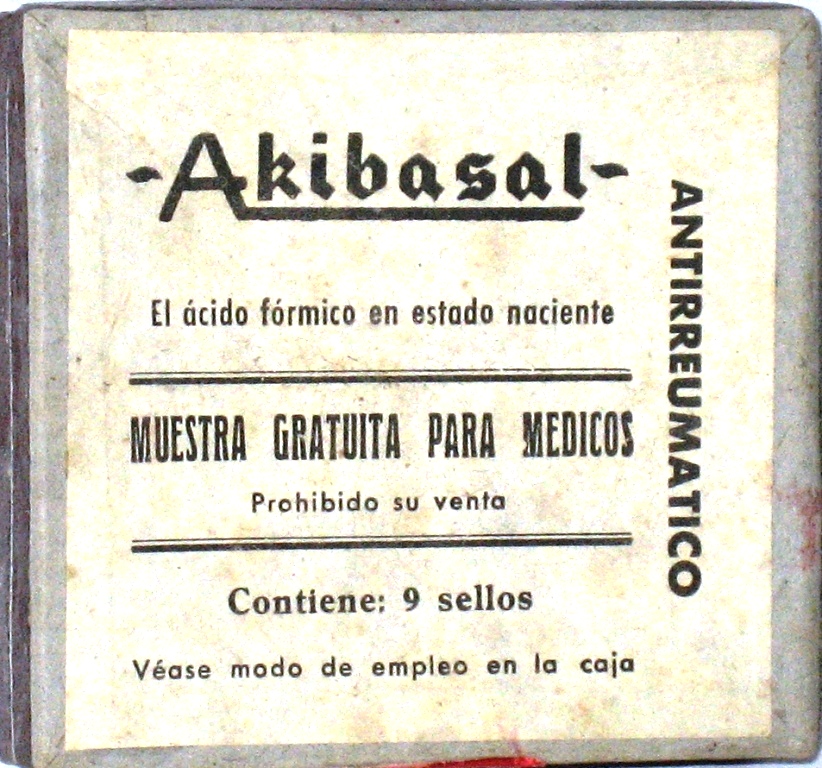 -Akibasal-
El ácido fórmico en estado naciente
MUESTRA GRATUITA PARA MEDICOS
Prohibido su venta
Contiene: 9 sellos
Véase modo de empleo en la caja
ANTIRREUMATICO